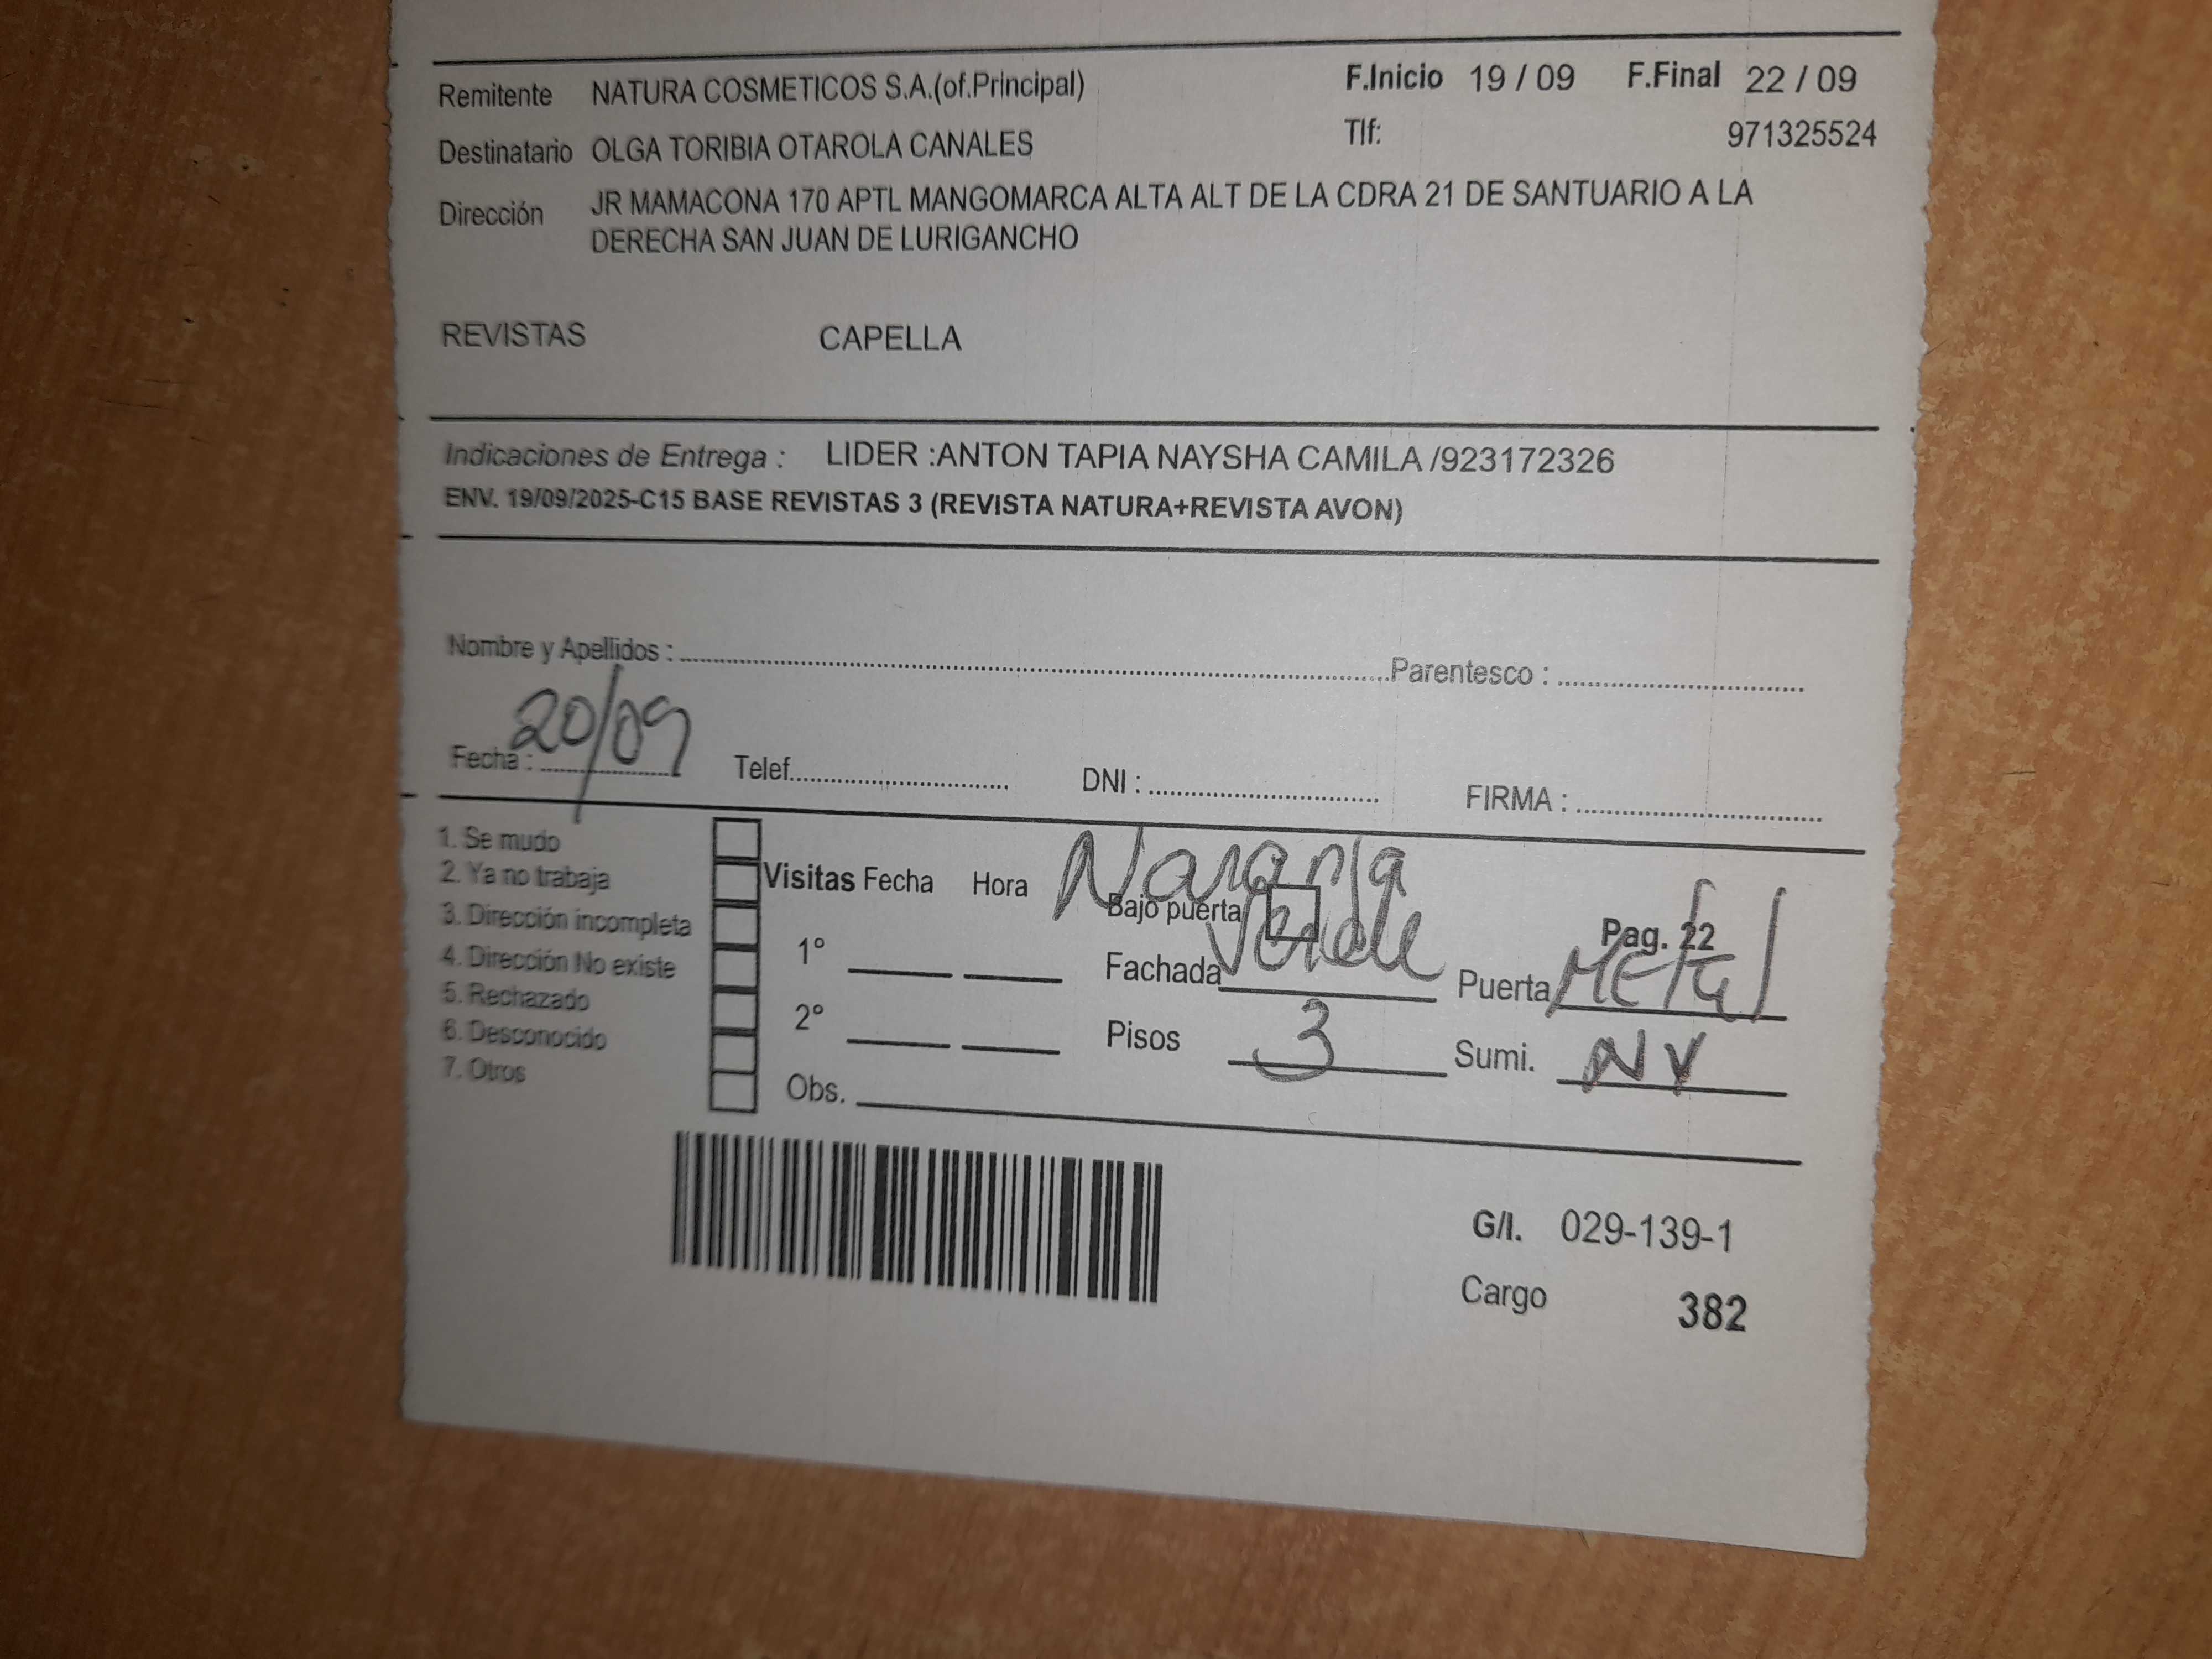 Remitente NATURA COSMETICOS S.A.(of.Principal) F.Inicio 19 / 09 F.Final 22 / 09
Destinatario OLGA TORIBIA OTAROLA CANALES Tlf: 971325524
Dirección JR MAMACONA 170 APTL MANGOMARCA ALTA ALT DE LA CDRA 21 DE SANTUARIO A LA
DERECHA SAN JUAN DE LURIGANCHO
REVISTAS CAPELLA
Indicaciones de Entrega : LIDER :ANTON TAPIA NAYSHA CAMILA /923172326
ENV. 19/09/2025-C15 BASE REVISTAS 3 (REVISTA NATURA+REVISTA AVON)
Nombre y Apellidos : Parentesco :
20/09
Fecha : Telef. DNI : FIRMA :
1. Se mudo
2. Ya no trabaja
3. Dirección incompleta
4. Dirección No existe
5. Rechazado
6. Desconocido
7. Otros
Visitas Fecha Hora Naranja
Bajo puerta Pag. 22
1° Fachada Verde Puerta Metal
2° Pisos 3 Sumi. NV
Obs.
G/I. 029-139-1
Cargo 382